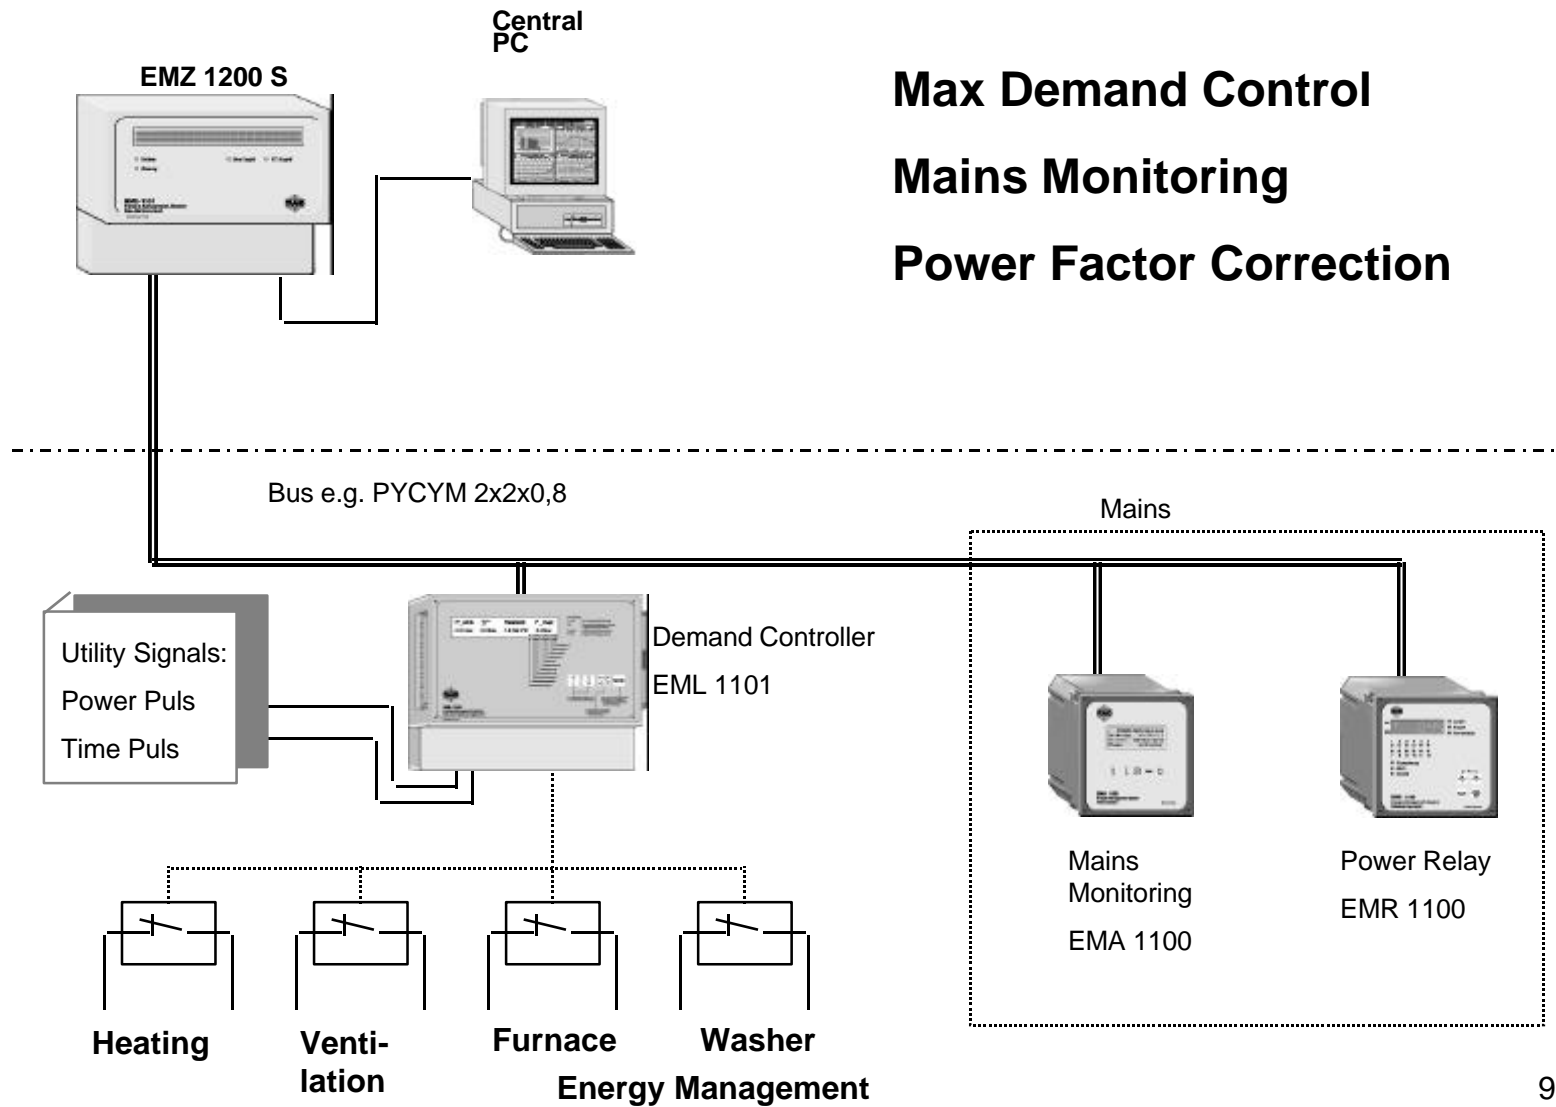 Central
PC
EMZ 1200 S
Max Demand Control
Mains Monitoring
Power Factor Correction
Bus e.g. PYCYM 2x2x0,8
Mains
Utility Signals:
Power Puls
Time Puls
Demand Controller
EML 1101
Mains
Monitoring
EMA 1100
Power Relay
EMR 1100
Heating
Venti-
lation
Furnace
Washer
Energy Management
9